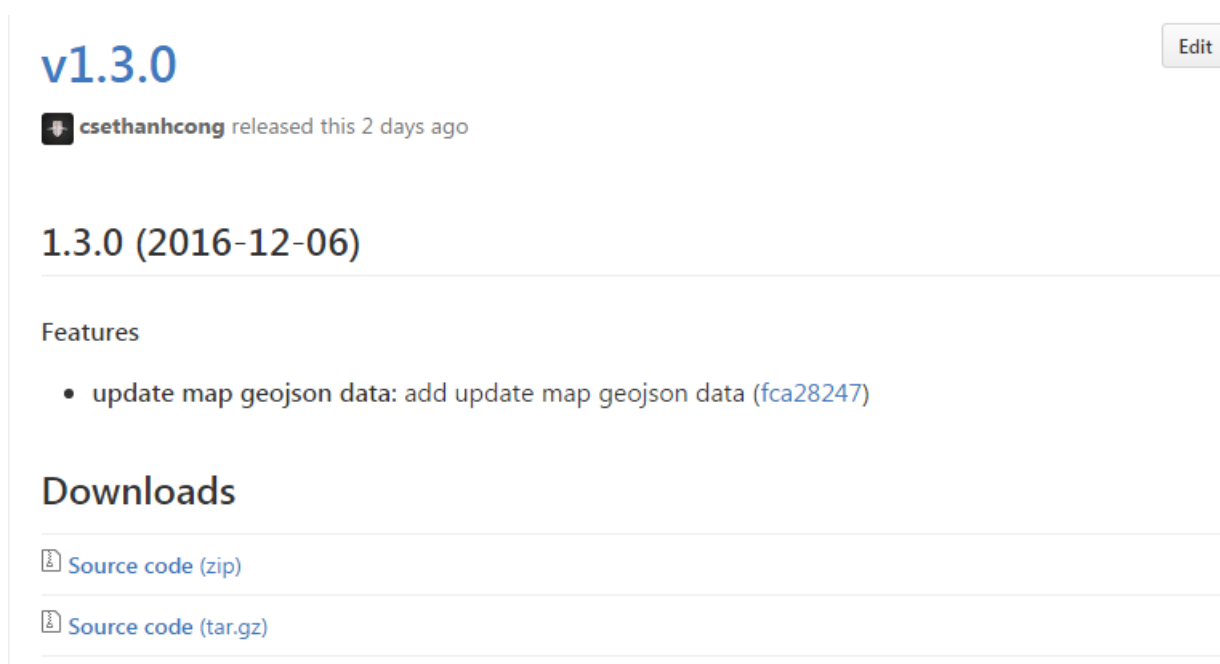 v1.3.0
Edit
csethanhcong released this 2 days ago
1.3.0 (2016-12-06)
Features
• update map geojson data: add update map geojson data (fca28247)
Downloads
Source code (zip)
Source code (tar.gz)